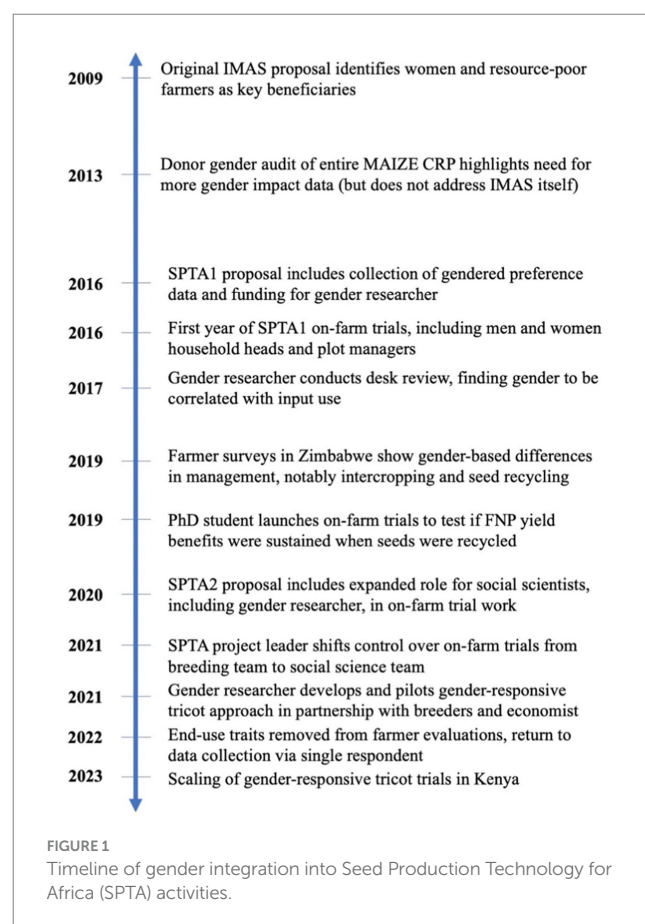 2009
Original IMAS proposal identifies women and resource-poor
farmers as key beneficiaries
2013
Donor gender audit of entire MAIZE CRP highlights need for
more gender impact data (but does not address IMAS itself)
2016
SPTA1 proposal includes collection of gendered preference
data and funding for gender researcher
2016
First year of SPTA1 on-farm trials, including men and women
household heads and plot managers
2017
Gender researcher conducts desk review, finding gender to be
correlated with input use
2019
Farmer surveys in Zimbabwe show gender-based differences
in management, notably intercropping and seed recycling
2019
PhD student launches on-farm trials to test if FNP yield
benefits were sustained when seeds were recycled
2020
SPTA2 proposal includes expanded role for social scientists,
including gender researcher, in on-farm trial work
2021
SPTA project leader shifts control over on-farm trials from
breeding team to social science team
2021
Gender researcher develops and pilots gender-responsive
tricot approach in partnership with breeders and economist
2022
End-use traits removed from farmer evaluations, return to
data collection via single respondent
2023
Scaling of gender-responsive tricot trials in Kenya
FIGURE 1
Timeline of gender integration into Seed Production Technology for
Africa (SPTA) activities.